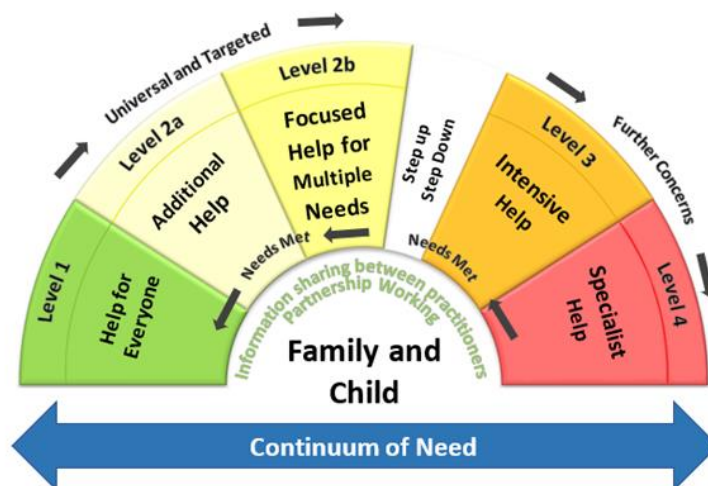 Universal and Targeted
Level 1
Help for
Everyone
Level 2a
Additional
Help
Level 2b
Focused
Help for
Multiple
Needs
Step up
Step Down
Level 3
Intensive
Help
Further Concerns
Level 4
Specialist
Help
Needs Met
Needs Met
Information sharing between practitioners
Partnership Working
Family and
Child
Continuum of Need